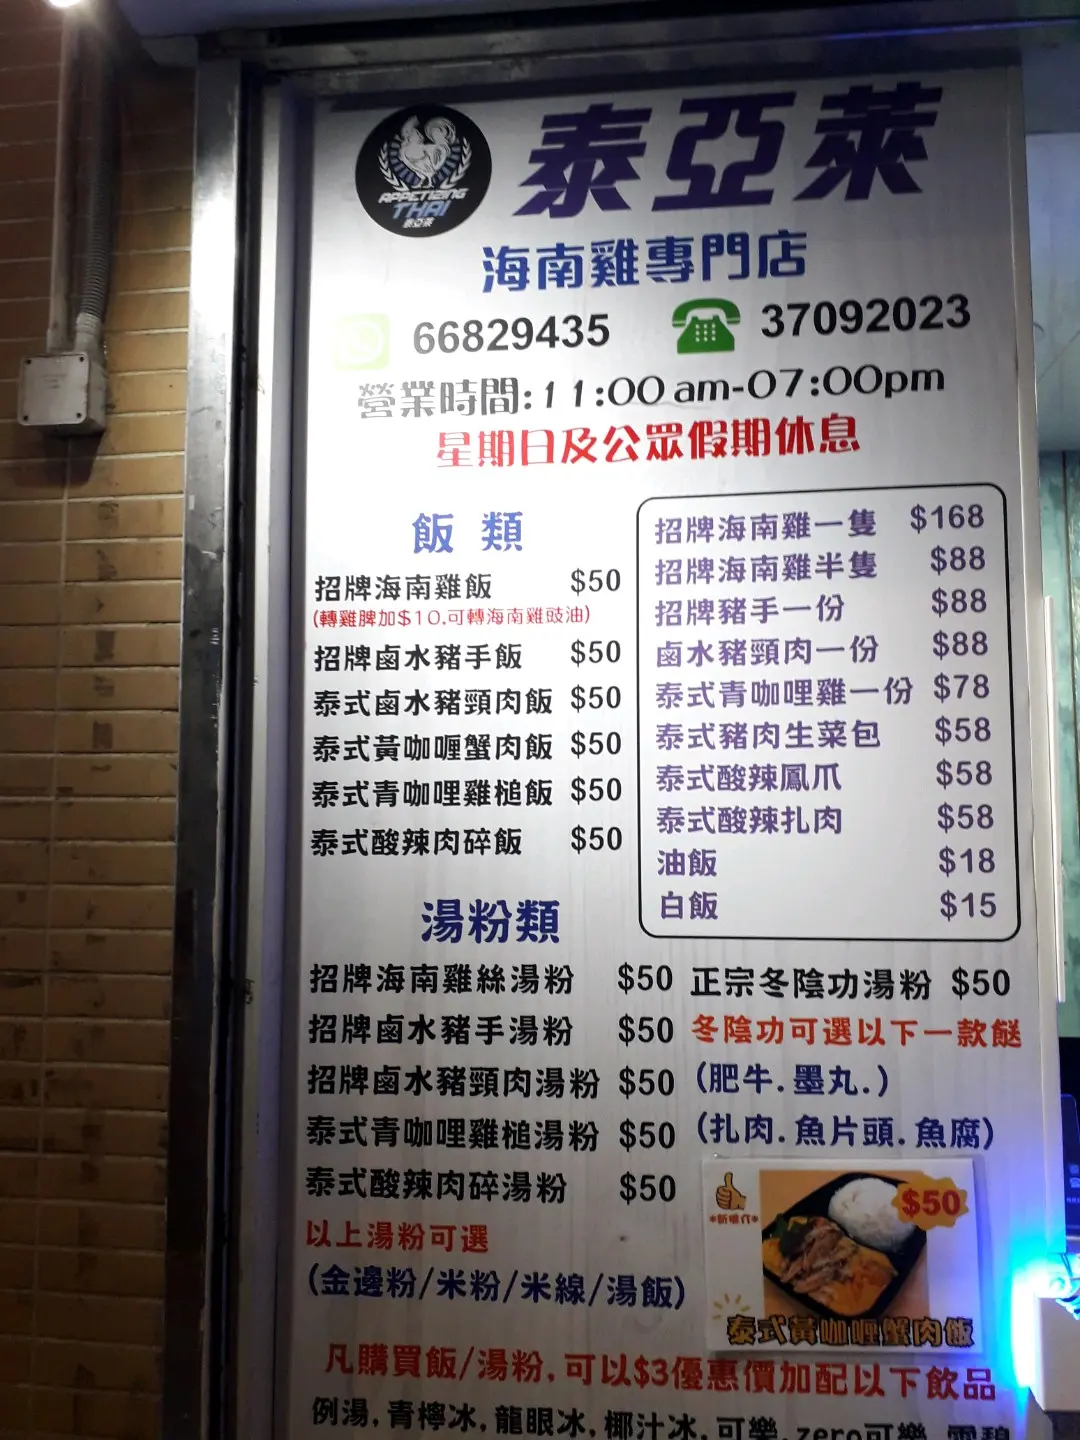 APPETIZING
THAI
泰亞萊
泰亞萊
海南雞專門店
66829435
37092023
營業時間:11:00am-07:00pm
星期日及公眾假期休息
飯類
招牌海南雞飯 $50
(轉雞脾加$10.可轉海南雞豉油)
招牌鹵水豬手飯 $50
泰式鹵水豬頸肉飯 $50
泰式黃咖喱蟹肉飯 $50
泰式青咖哩雞槌飯 $50
泰式酸辣肉碎飯 $50
招牌海南雞一隻 $168
招牌海南雞半隻 $88
招牌豬手一份 $88
鹵水豬頸肉一份 $88
泰式青咖哩雞一份 $78
泰式豬肉生菜包 $58
泰式酸辣鳳爪 $58
泰式酸辣扎肉 $58
油飯 $18
白飯 $15
湯粉類
招牌海南雞絲湯粉 $50
招牌鹵水豬手湯粉 $50
招牌鹵水豬頸肉湯粉 $50
泰式青咖哩雞槌湯粉 $50
泰式酸辣肉碎湯粉 $50
以上湯粉可選
(金邊粉/米粉/米線/湯飯)
正宗冬陰功湯粉 $50
冬陰功可選以下一款餸
(肥牛.墨丸.)
(扎肉.魚片頭.魚腐)
*新推介*
$50
泰式黃咖喱蟹肉飯
凡購買飯/湯粉,可以$3優惠價加配以下飲品
例湯,青檸冰,龍眼冰,椰汁冰,可樂,zero可樂,雪碧